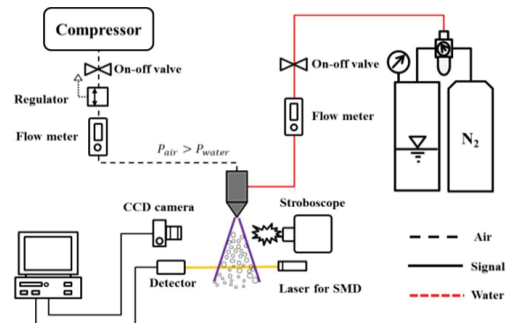 Compressor
On-off valve
Regulator
Flow meter
P_air > P_water
On-off valve
Flow meter
N₂
CCD camera
Stroboscope
Detector
Laser for SMD
Air
Signal
Water